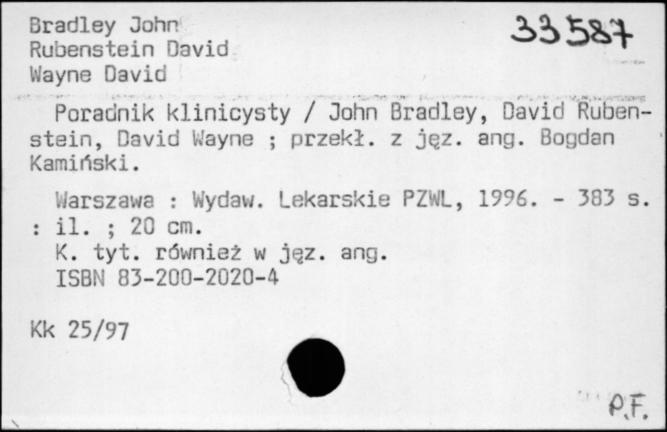 Bradley John
33587
Rubenstein David
Wayne David
Poradnik klinicysty / John Bradley, David Ruben-
stein, David Wayne ; przekł. z jęz. ang. Bogdan
Kamiński.
Warszawa : Wydaw. Lekarskie PZWL, 1996. - 383 s.
: il. ; 20 cm.
K. tyt. również w jęz. ang.
ISBN 83-200-2020-4
Kk 25/97
P.F.